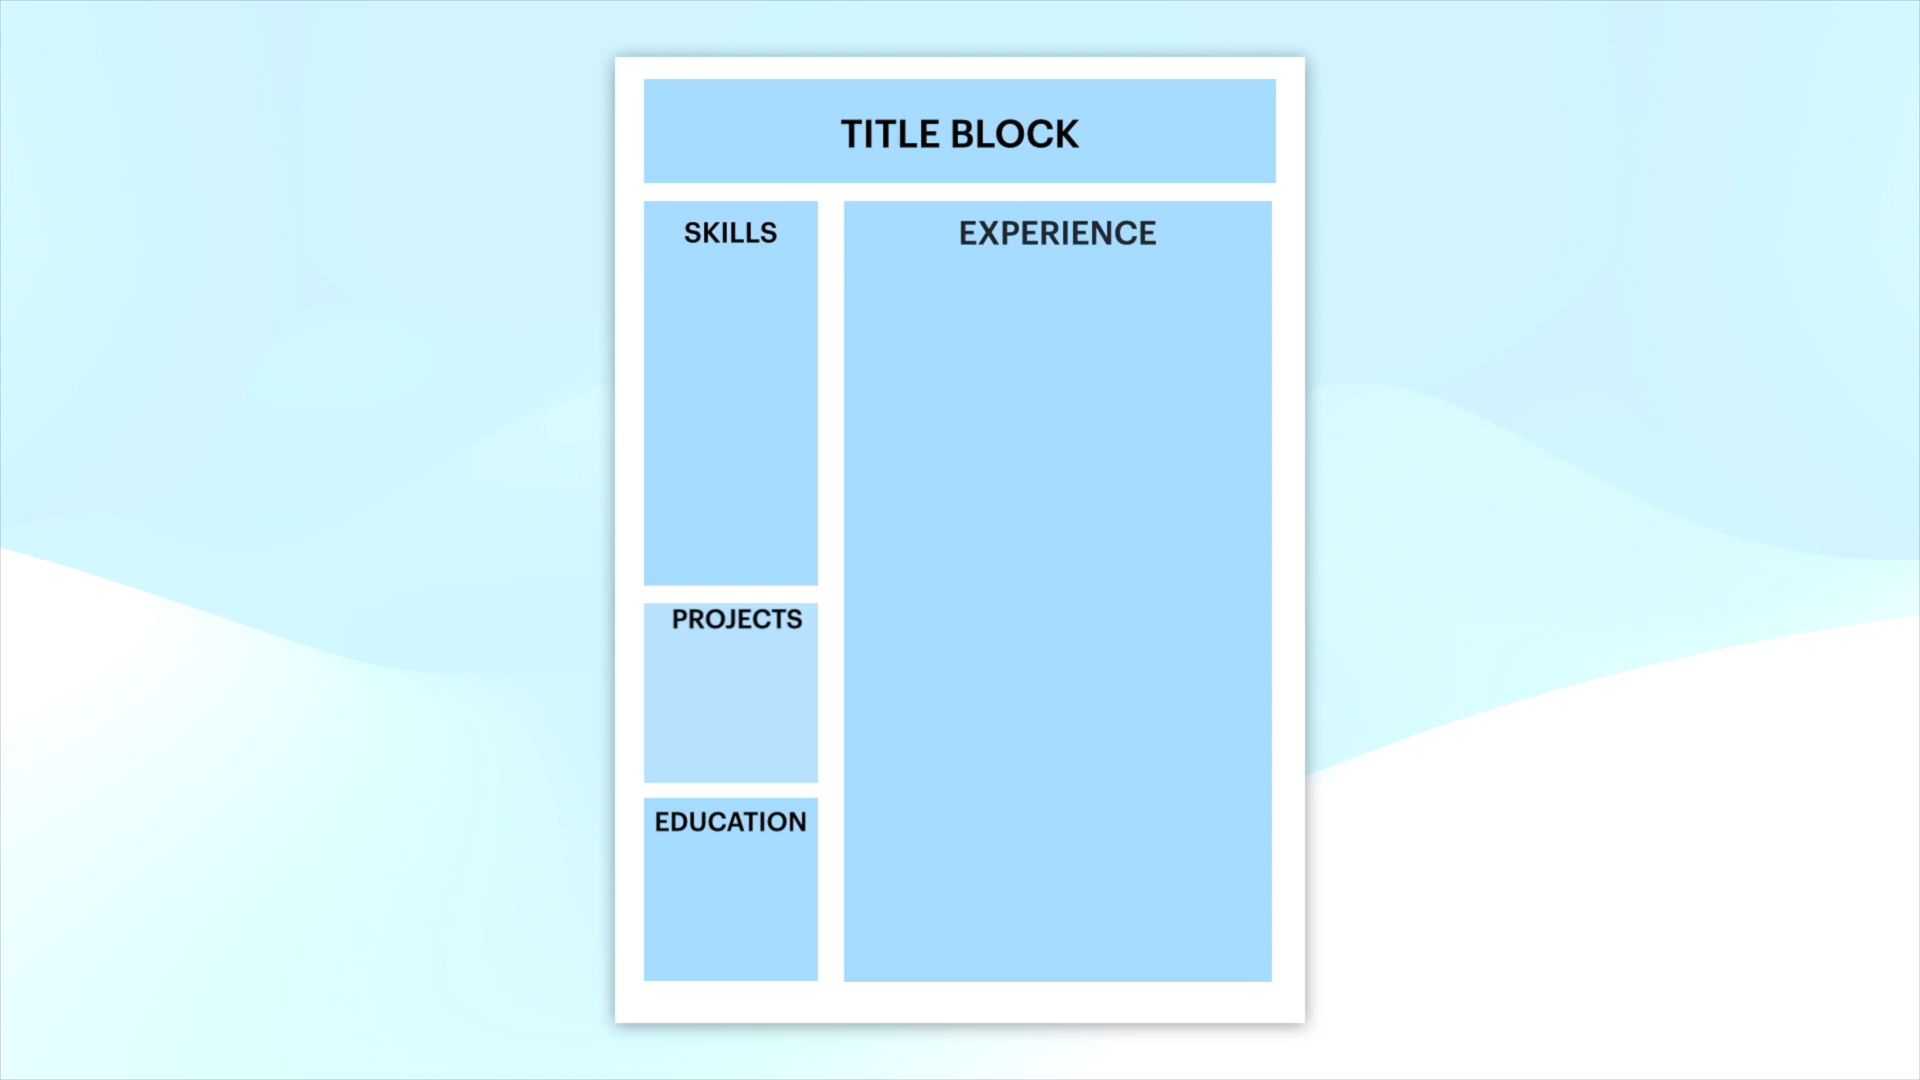 TITLE BLOCK
SKILLS
EXPERIENCE
PROJECTS
EDUCATION